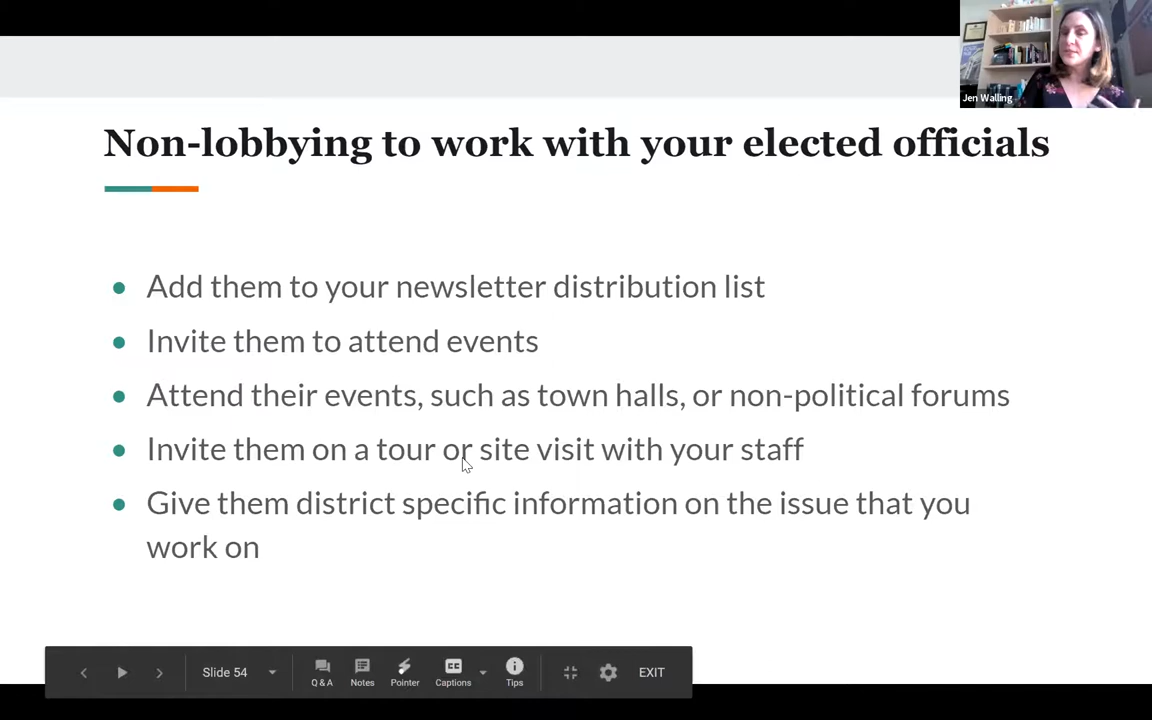 Jen Walling
Non-lobbying to work with your elected officials
Add them to your newsletter distribution list
Invite them to attend events
Attend their events, such as town halls, or non-political forums
Invite them on a tour or site visit with your staff
Give them district specific information on the issue that you
work on
Slide 54
Q & A
Notes
Pointer
CC
Captions
Tips
EXIT